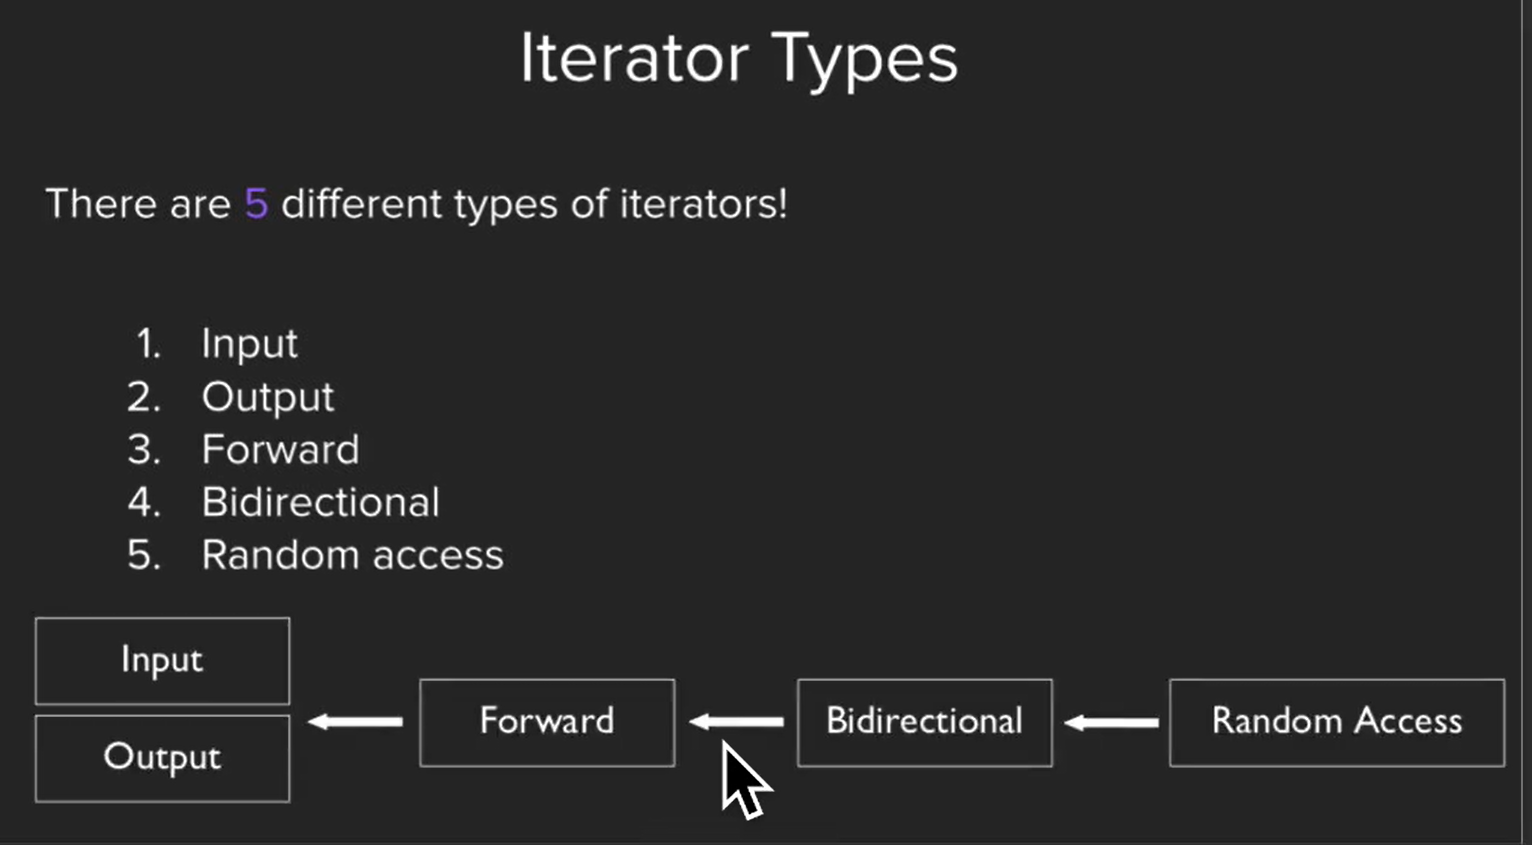 Iterator Types
There are 5 different types of iterators!
1. Input
2. Output
3. Forward
4. Bidirectional
5. Random access
Input
Output
Forward
Bidirectional
Random Access